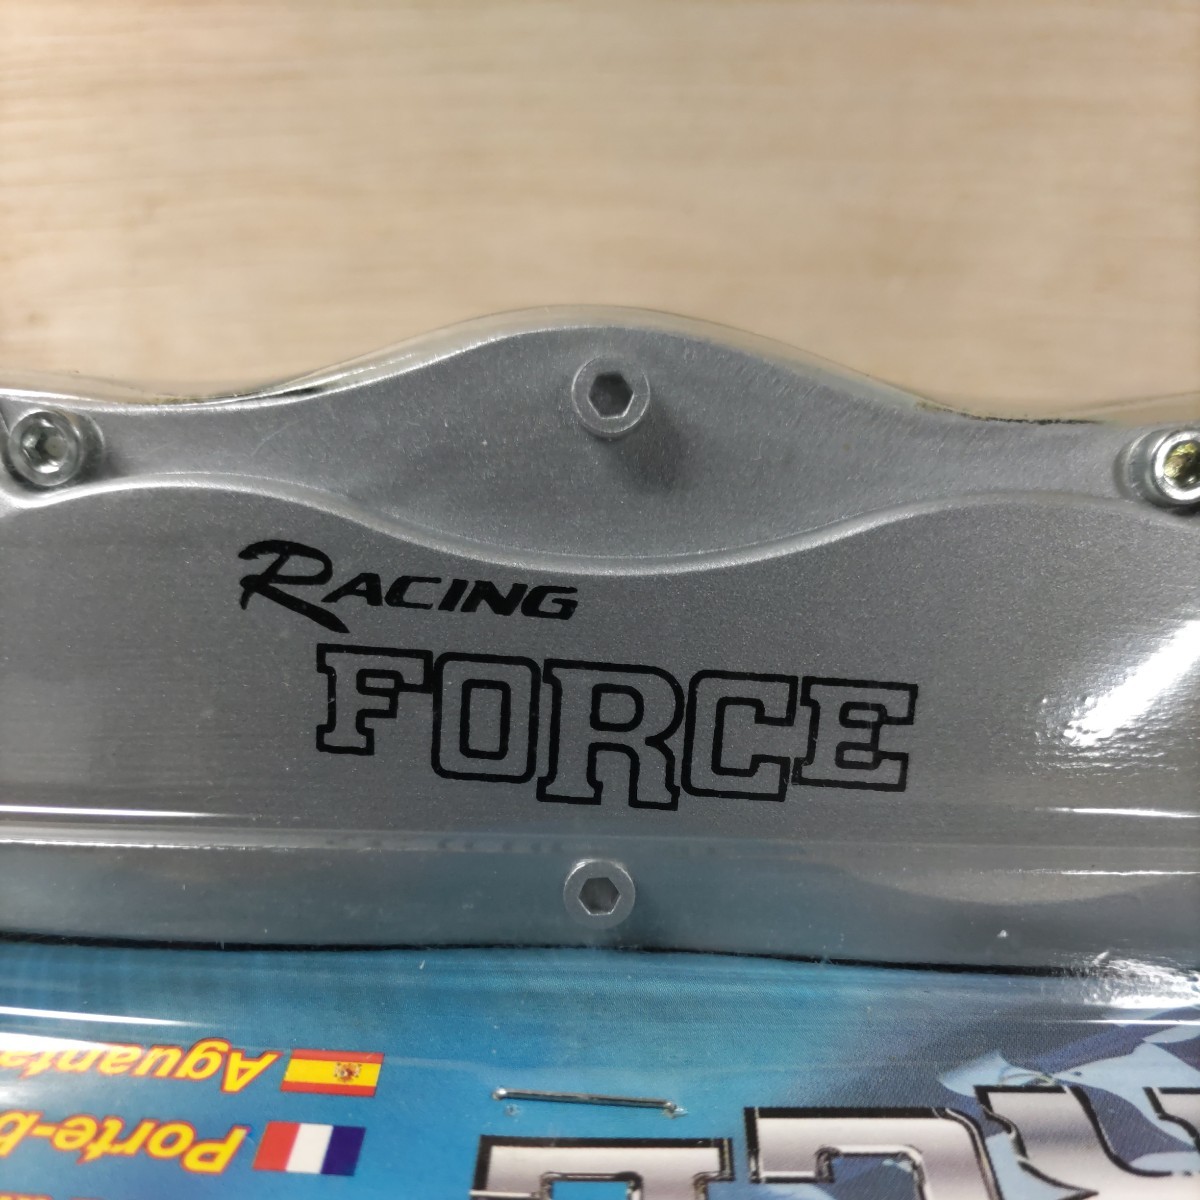 RACING
FORCE
Aguanta
Porte-b